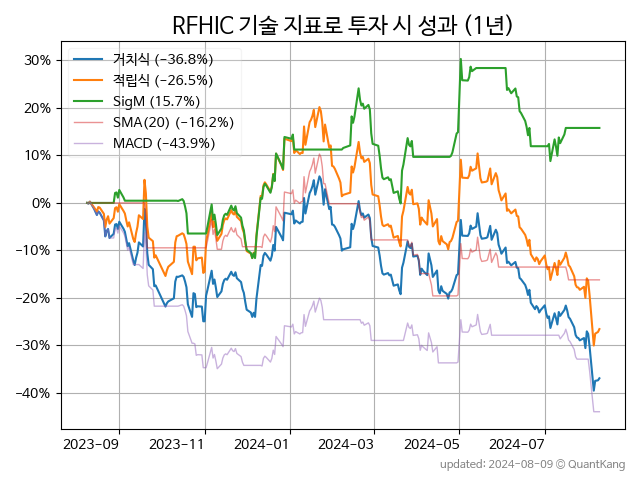 RFHIC 기술 지표로 투자 시 성과 (1년)
거치식 (−36.8%)
적립식 (−26.5%)
SigM (15.7%)
SMA(20) (−16.2%)
MACD (−43.9%)
30%
20%
10%
0%
−10%
−20%
−30%
−40%
2023-09 2023-11 2024-01 2024-03 2024-05 2024-07
updated: 2024-08-09 © QuantKang